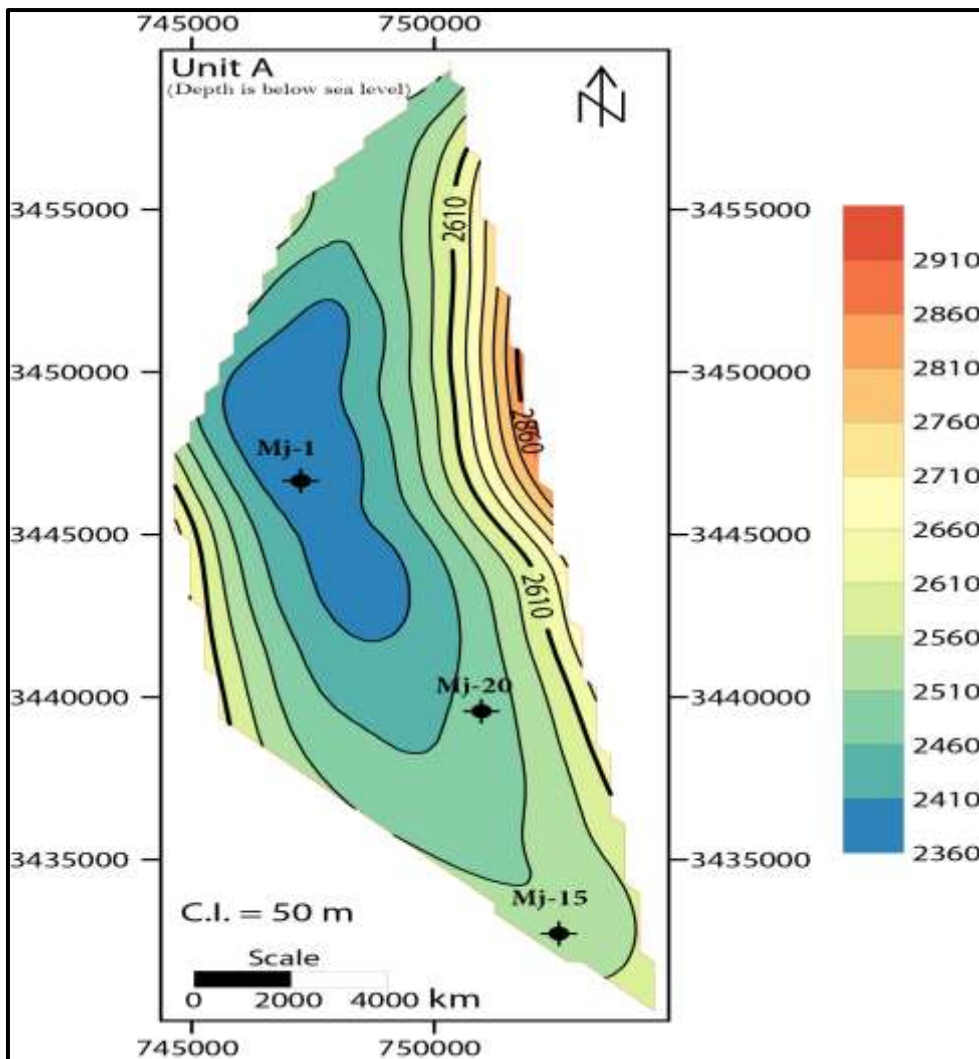 745000 750000
Unit A
(Depth is below sea level)
N
3455000 3455000
2610
2910
2860
2810
3450000 3450000
2760
2860
Mj-1
2710
2660
3445000 3445000
2610
2610
2560
2510
Mj-20
3440000 3440000
2460
2410
3435000 3435000
2360
Mj-15
C.I. = 50 m
Scale
0 2000 4000 km
745000 750000